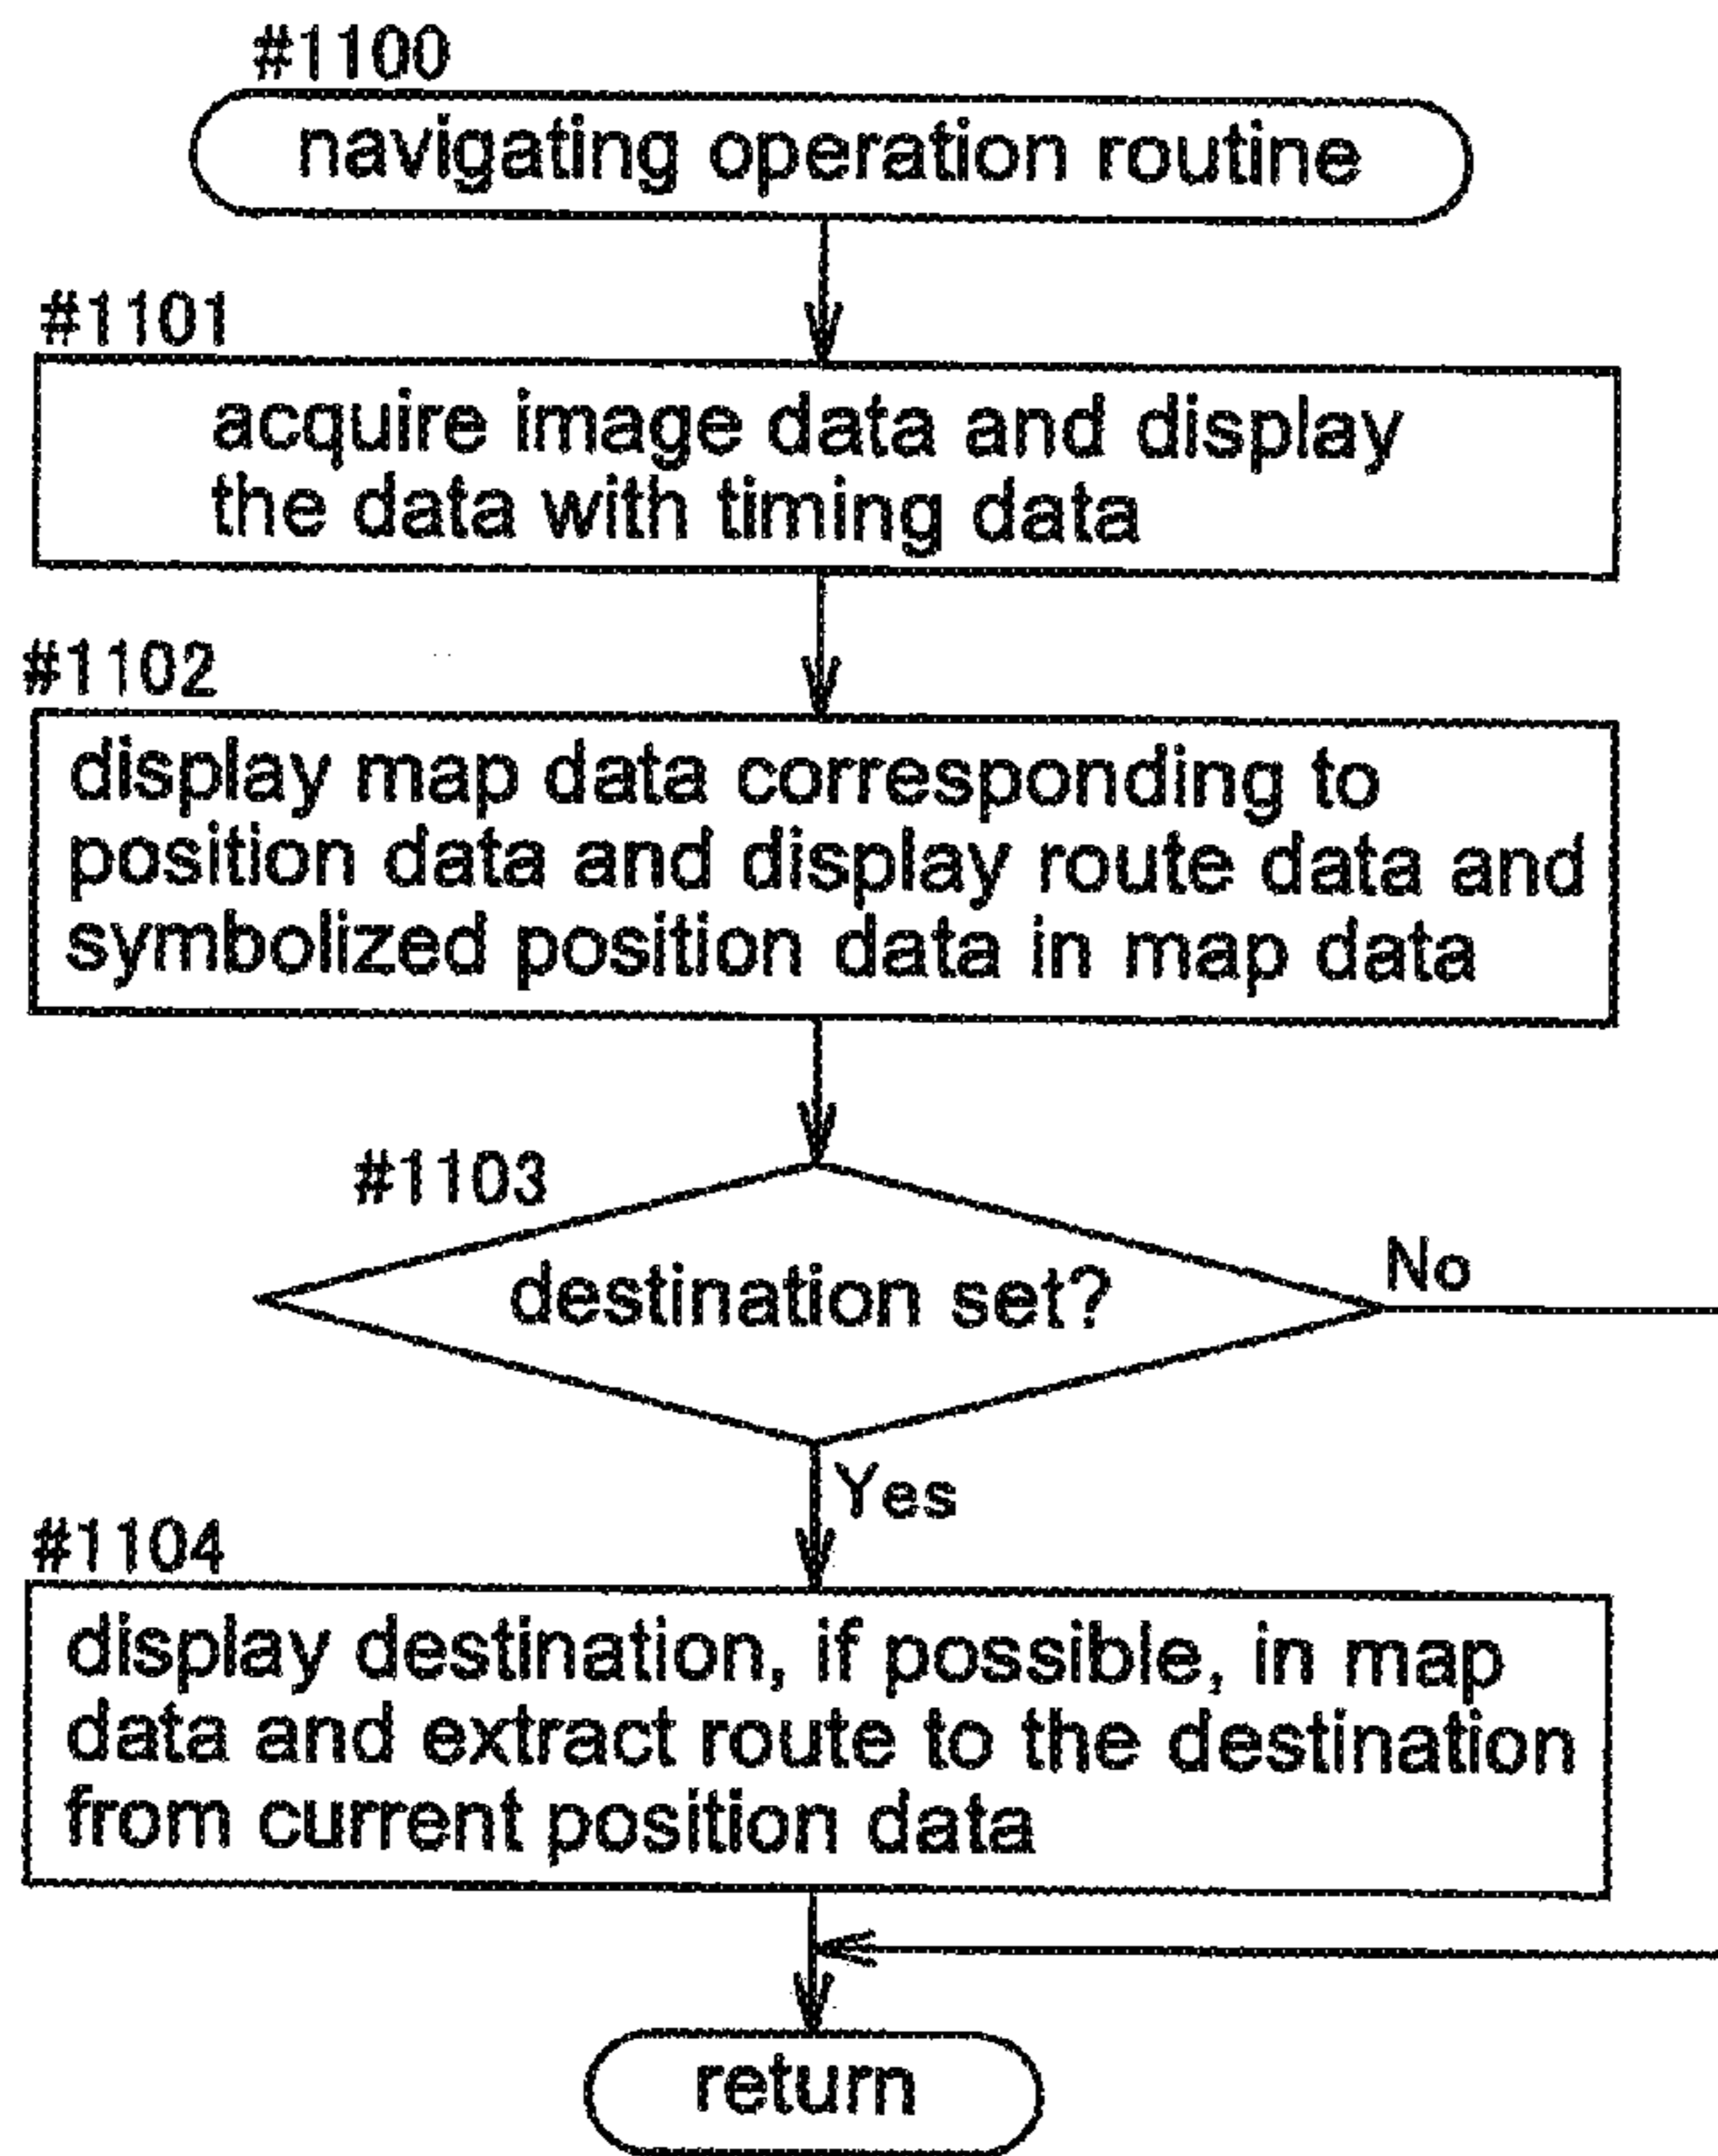 #1100
navigating operation routine
#1101
acquire image data and display
the data with timing data
#1102
display map data corresponding to
position data and display route data and
symbolized position data in map data
#1103
destination set?
No
Yes
#1104
display destination, if possible, in map
data and extract route to the destination
from current position data
return